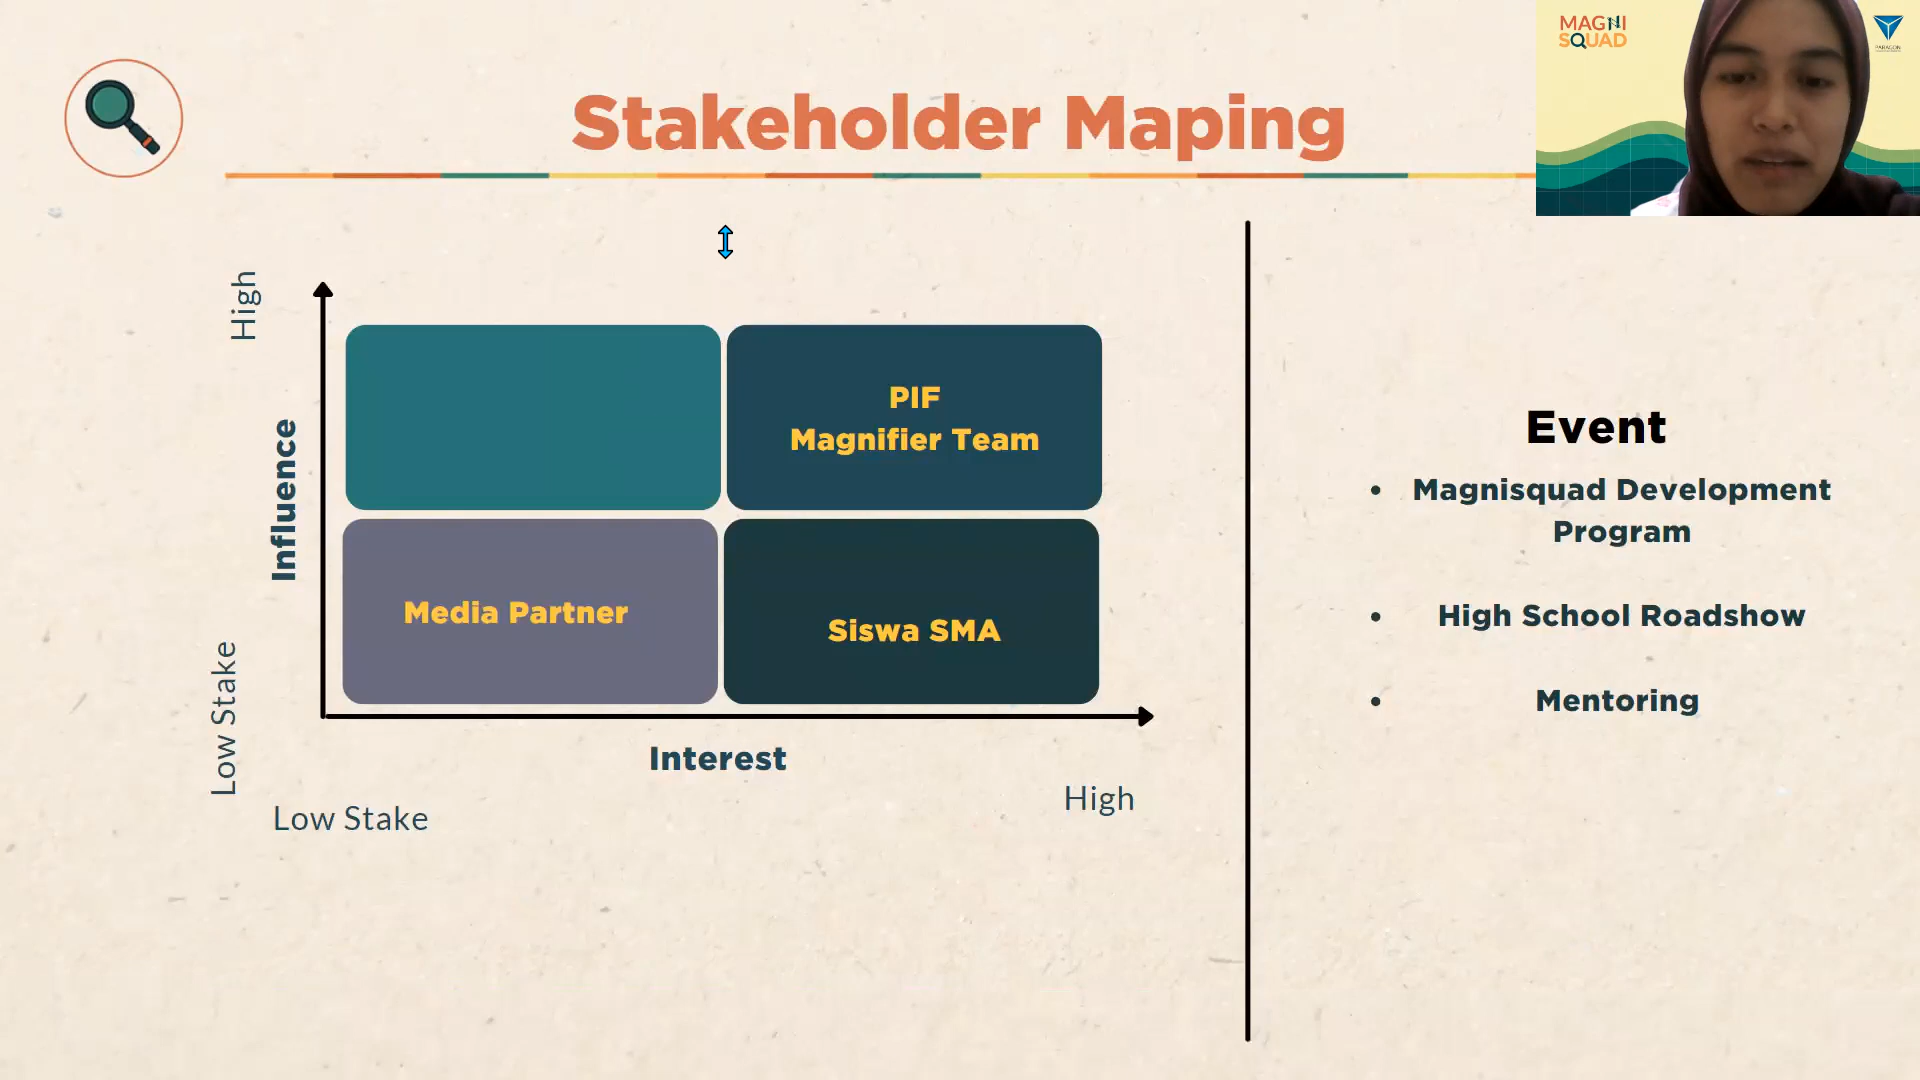 MAGNI
SQUAD
PARAGON
Stakeholder Maping
High
Influence
Low Stake
PIF
Magnifier Team
Media Partner
Siswa SMA
Interest
Low Stake
High
Event
• Magnisquad Development
Program
• High School Roadshow
• Mentoring